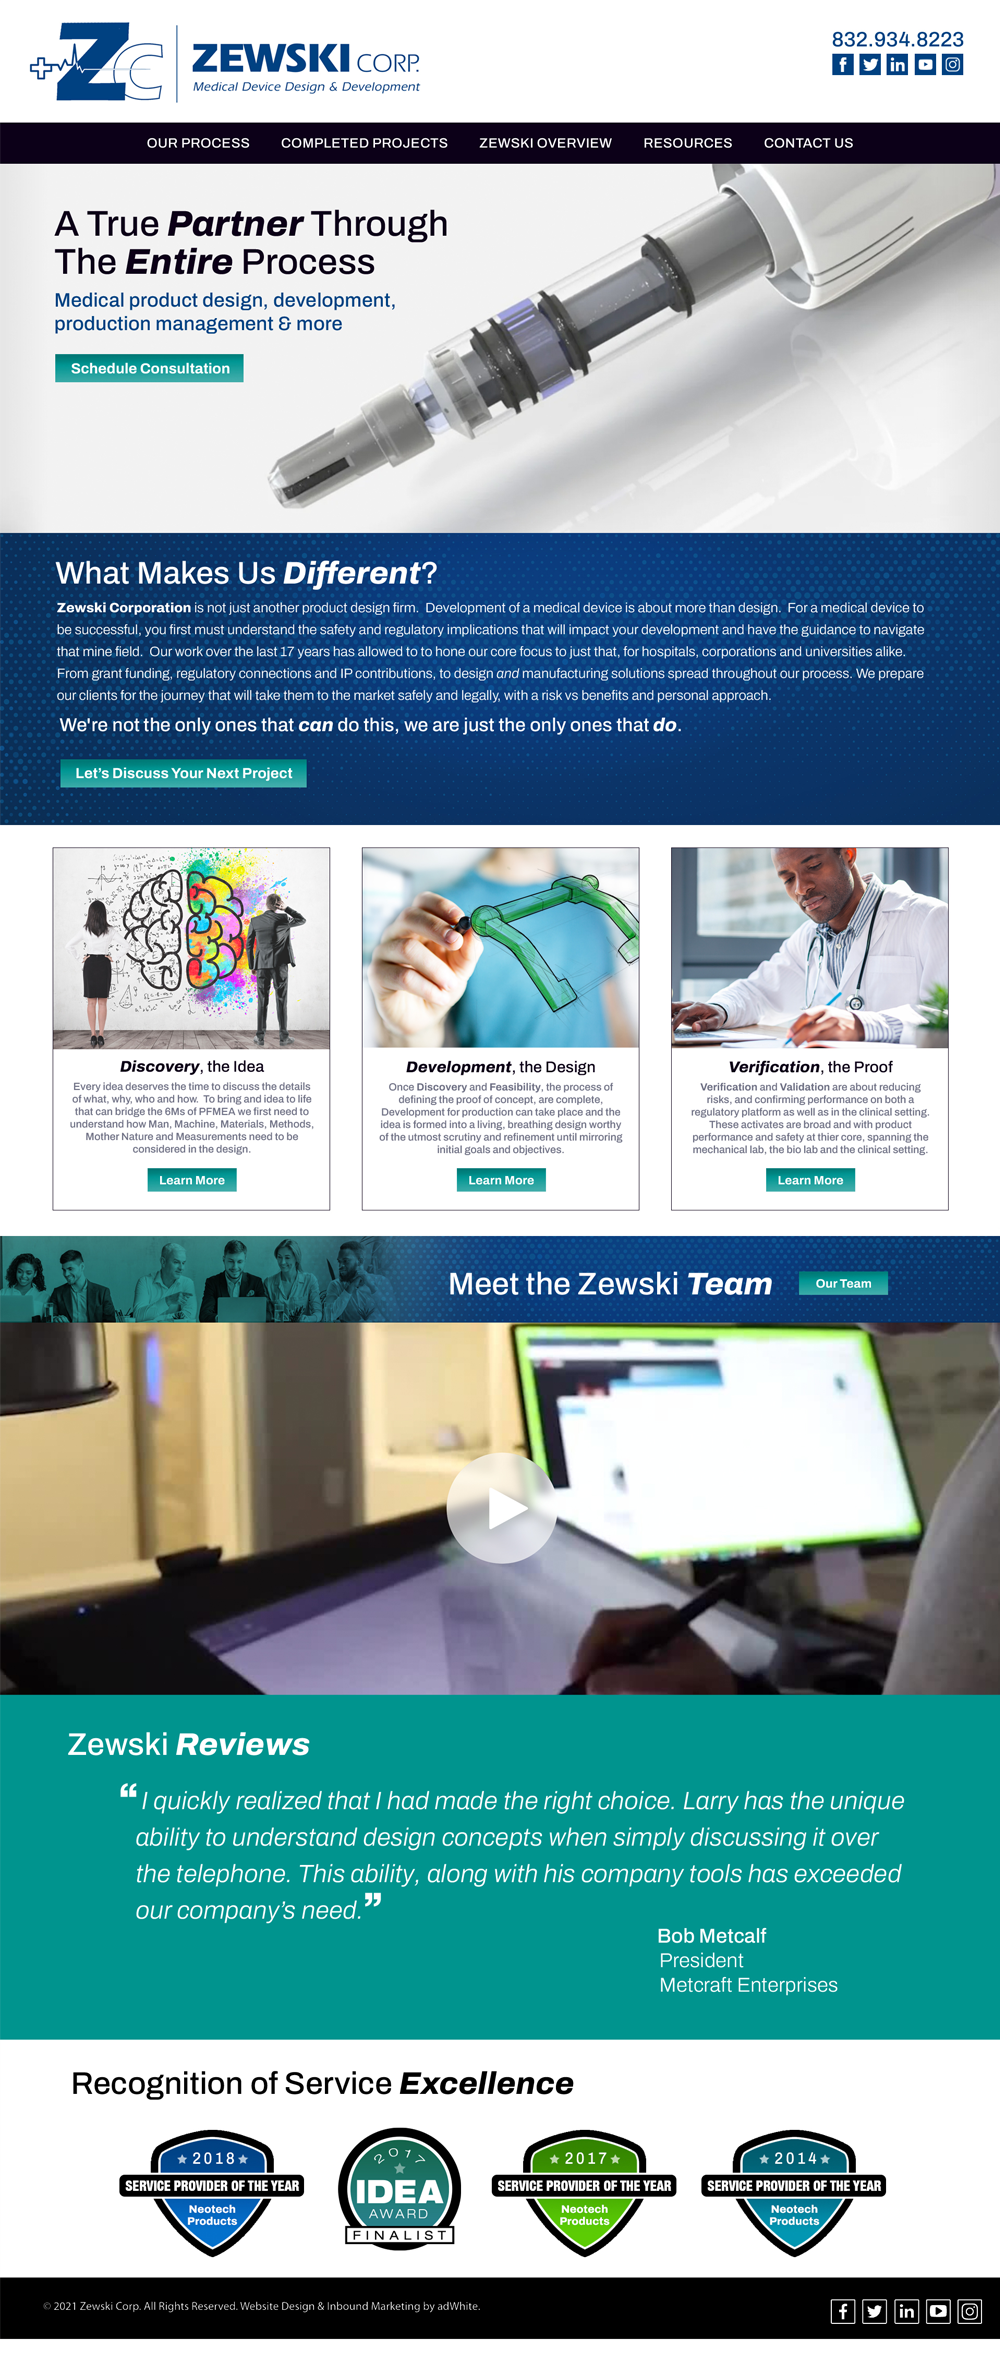 ZC
ZEWSKI CORP.
Medical Device Design & Development
832.934.8223
OUR PROCESS COMPLETED PROJECTS ZEWSKI OVERVIEW RESOURCES CONTACT US
A True Partner Through
The Entire Process
Medical product design, development,
production management & more
Schedule Consultation
What Makes Us Different?
Zewski Corporation is not just another product design firm. Development of a medical device is about more than design. For a medical device to
be successful, you first must understand the safety and regulatory implications that will impact your development and have the guidance to navigate
that mine field. Our work over the last 17 years has allowed to to hone our core focus to just that, for hospitals, corporations and universities alike.
From grant funding, regulatory connections and IP contributions, to design and manufacturing solutions spread throughout our process. We prepare
our clients for the journey that will take them to the market safely and legally, with a risk vs benefits and personal approach.
We're not the only ones that can do this, we are just the only ones that do.
Let's Discuss Your Next Project
Discovery, the Idea
Every idea deserves the time to discuss the details
of what, why, who and how. To bring and idea to life
that can bridge the 6Ms of PFMEA we first need to
understand how Man, Machine, Materials, Methods,
Mother Nature and Measurements need to be
considered in the design.
Learn More
Development, the Design
Once Discovery and Feasibility, the process of
defining the proof of concept, are complete,
Development for production can take place and the
idea is formed into a living, breathing design worthy
of the utmost scrutiny and refinement until mirroring
initial goals and objectives.
Learn More
Verification, the Proof
Verification and Validation are about reducing
risks, and confirming performance on both a
regulatory platform as well as in the clinical setting.
These activates are broad and with product
performance and safety at thier core, spanning the
mechanical lab, the bio lab and the clinical setting.
Learn More
Meet the Zewski Team
Our Team
Zewski Reviews
“ I quickly realized that I had made the right choice. Larry has the unique
ability to understand design concepts when simply discussing it over
the telephone. This ability, along with his company tools has exceeded
our company's need.”
Bob Metcalf
President
Metcraft Enterprises
Recognition of Service Excellence
2018
SERVICE PROVIDER OF THE YEAR
Neotech
Products
2017
IDEA
AWARD
FINALIST
2017
SERVICE PROVIDER OF THE YEAR
Neotech
Products
2014
SERVICE PROVIDER OF THE YEAR
Neotech
Products
© 2021 Zewski Corp. All Rights Reserved. Website Design & Inbound Marketing by adWhite.